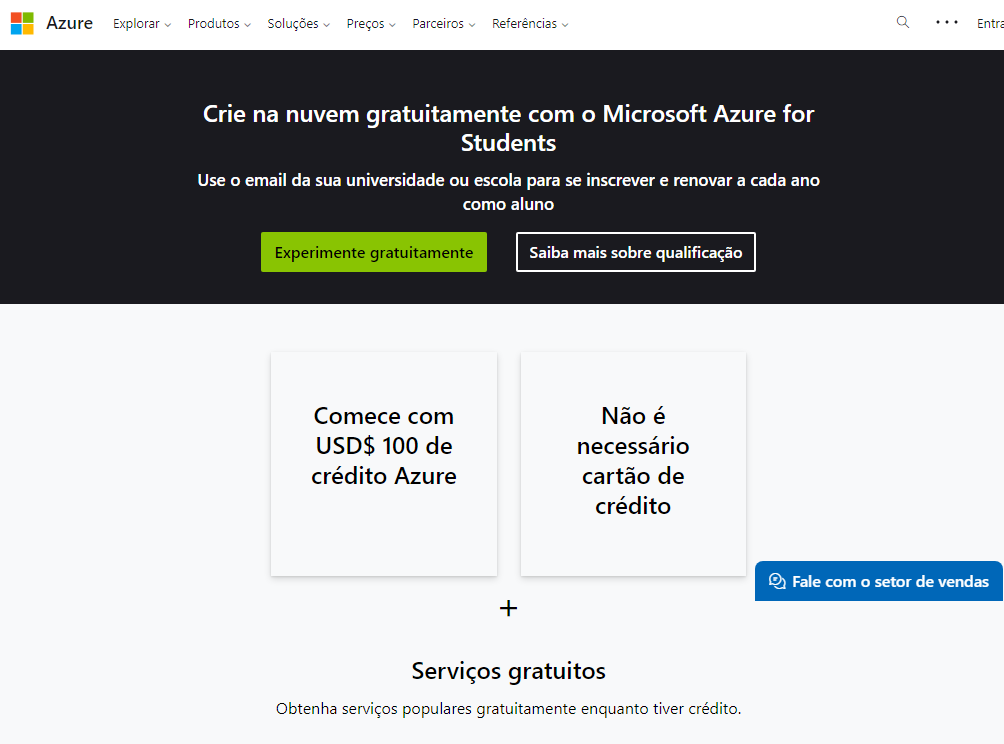 Azure Explorar Produtos Soluções Preços Parceiros Referências ··· Entra
Crie na nuvem gratuitamente com o Microsoft Azure for
Students
Use o email da sua universidade ou escola para se inscrever e renovar a cada ano
como aluno
Experimente gratuitamente
Saiba mais sobre qualificação
Comece com
USD$ 100 de
crédito Azure
Não é
necessário
cartão de
crédito
Fale com o setor de vendas
+
Serviços gratuitos
Obtenha serviços populares gratuitamente enquanto tiver crédito.